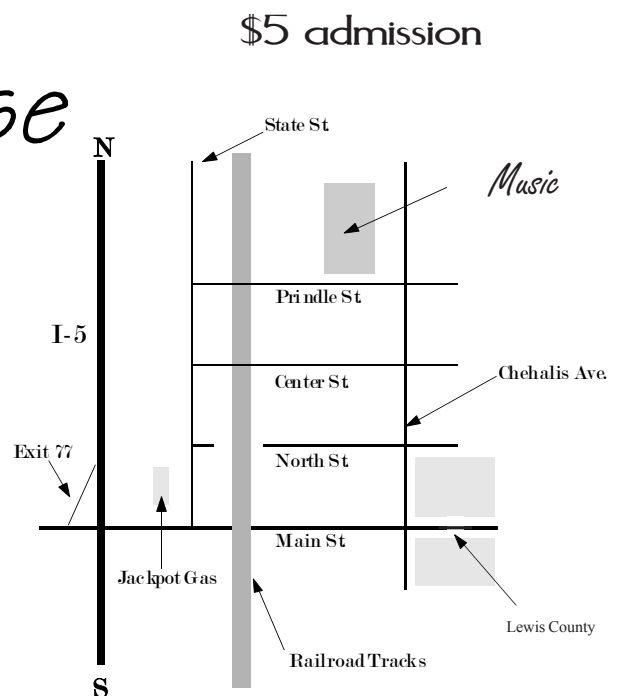 $5 admission
State St.
N
Music
Prindle St.
I-5
Chehalis Ave.
Center St.
Exit 77
North St.
Main St.
Jackpot Gas
Lewis County
Railroad Tracks
S